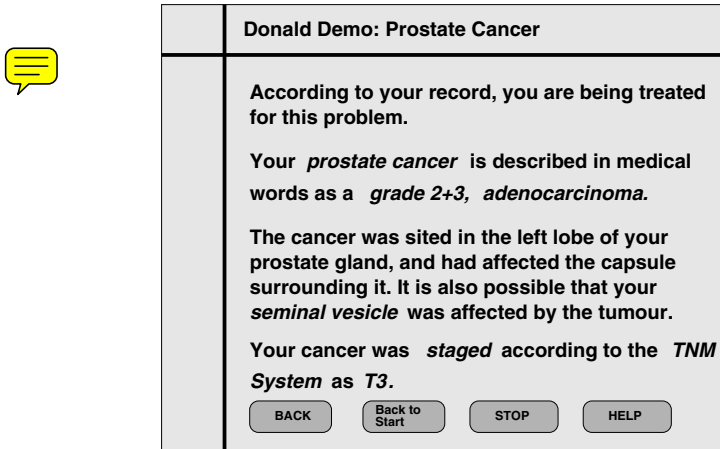 Donald Demo: Prostate Cancer
According to your record, you are being treated
for this problem.
Your prostate cancer is described in medical
words as a grade 2+3, adenocarcinoma.
The cancer was sited in the left lobe of your
prostate gland, and had affected the capsule
surrounding it. It is also possible that your
seminal vesicle was affected by the tumour.
Your cancer was staged according to the TNM
System as T3.
BACK
Back to
Start
STOP
HELP